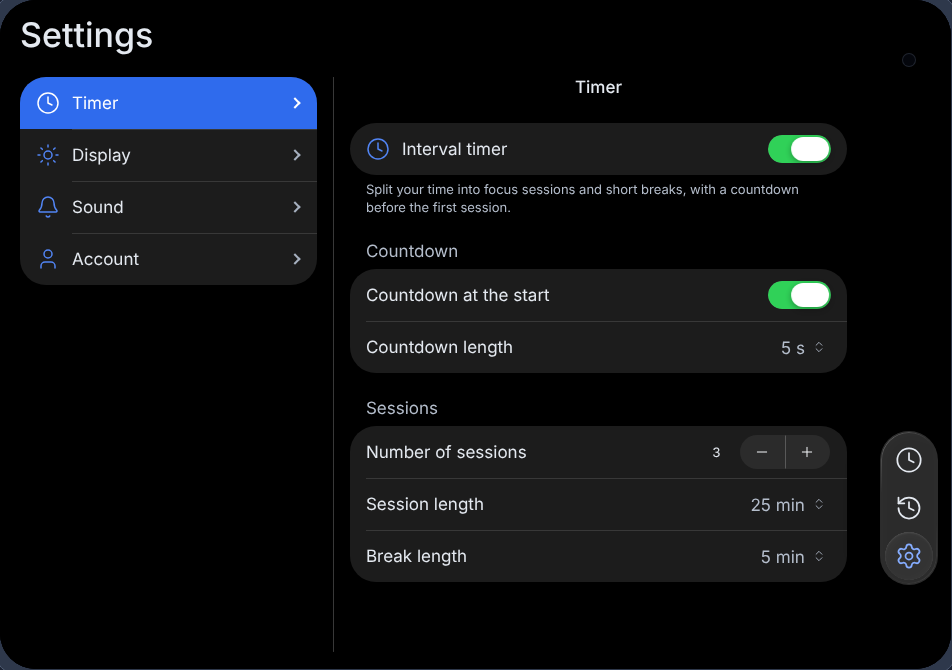 Settings
Timer
Display
Sound
Account
Timer
Interval timer
Split your time into focus sessions and short breaks, with a countdown
before the first session.
Countdown
Countdown at the start
Countdown length 5 s
Sessions
Number of sessions 3 − +
Session length 25 min
Break length 5 min